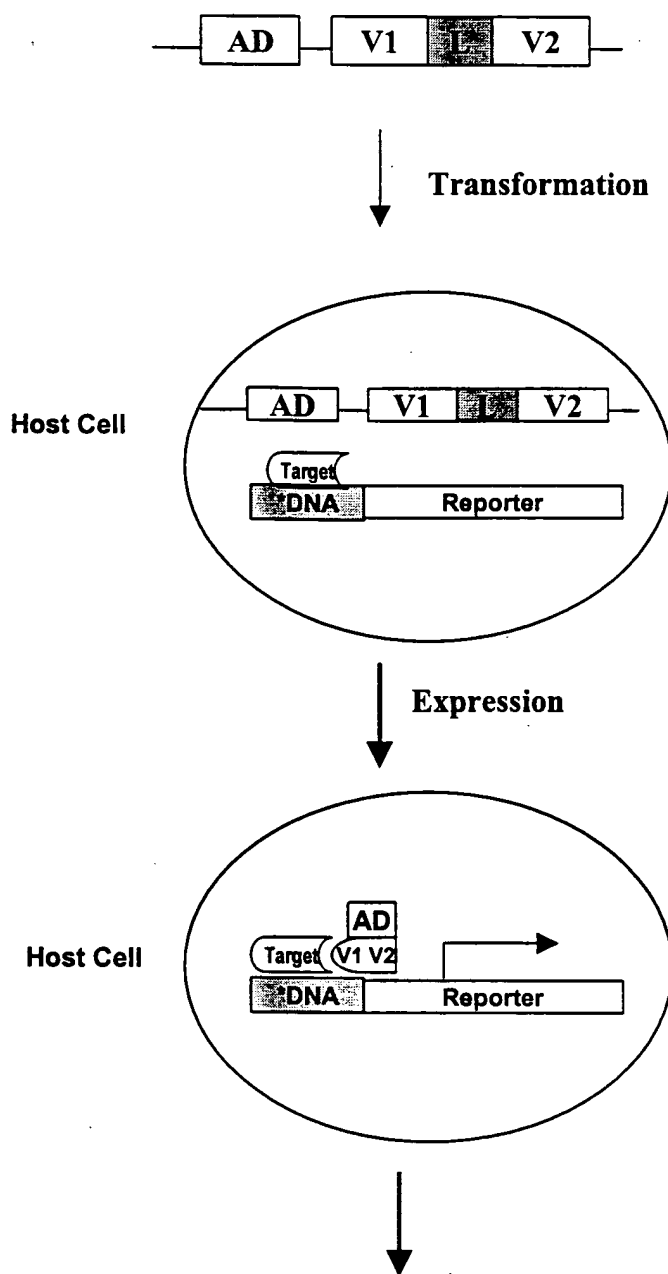 AD V1 L* V2
Transformation
Host Cell
AD V1 L* V2
Target
*DNA Reporter
Expression
Host Cell
AD
Target V1 V2
*DNA Reporter